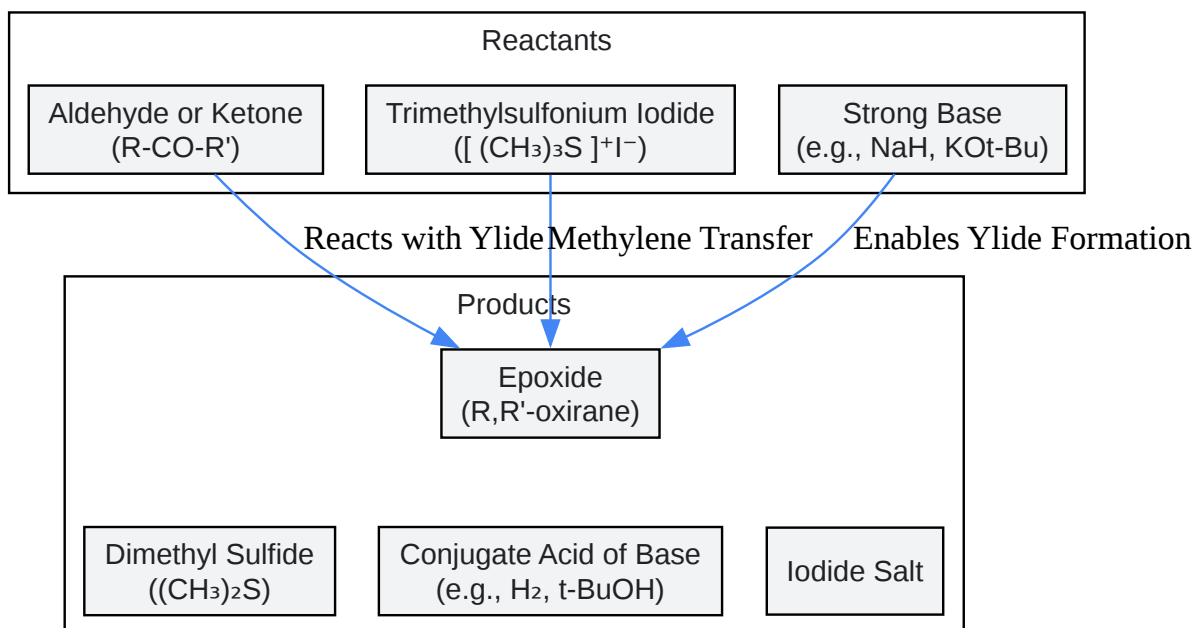 Reactants
Aldehyde or Ketone
(R-CO-R')
Trimethylsulfonium Iodide
([ (CH₃)₃S ]⁺I⁻)
Strong Base
(e.g., NaH, KOt-Bu)
Reacts with Ylide
Methylene Transfer
Enables Ylide Formation
Products
Epoxide
(R,R'-oxirane)
Dimethyl Sulfide
((CH₃)₂S)
Conjugate Acid of Base
(e.g., H₂, t-BuOH)
Iodide Salt